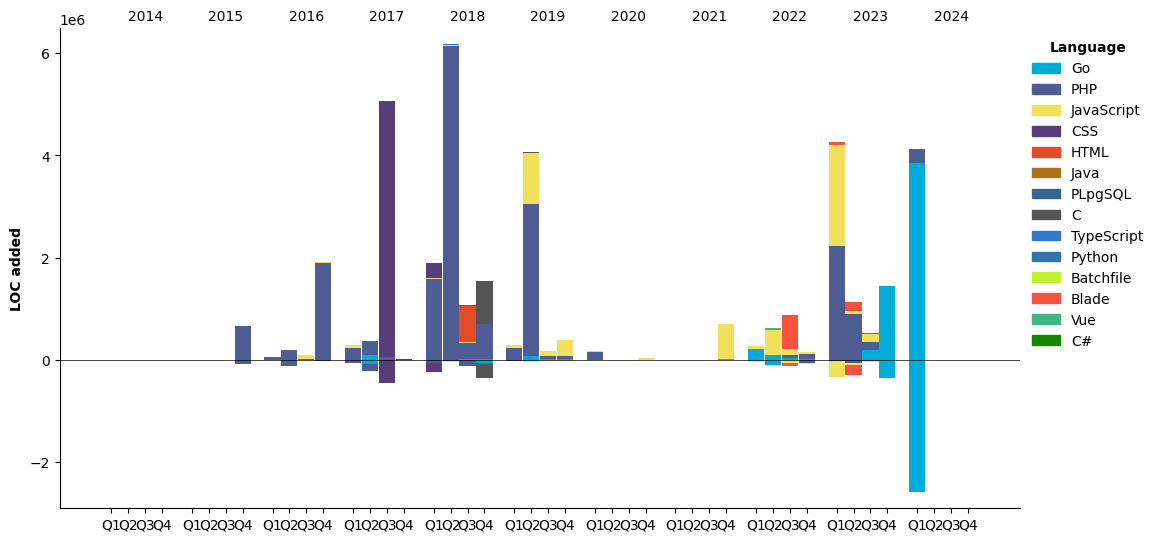 2014 2015 2016 2017 2018 2019 2020 2021 2022 2023 2024
1e6
6
4
2
0
−2
LOC added
Q1Q2Q3Q4 Q1Q2Q3Q4 Q1Q2Q3Q4 Q1Q2Q3Q4 Q1Q2Q3Q4 Q1Q2Q3Q4 Q1Q2Q3Q4 Q1Q2Q3Q4 Q1Q2Q3Q4 Q1Q2Q3Q4 Q1Q2Q3Q4
Language
Go
PHP
JavaScript
CSS
HTML
Java
PLpgSQL
C
TypeScript
Python
Batchfile
Blade
Vue
C#